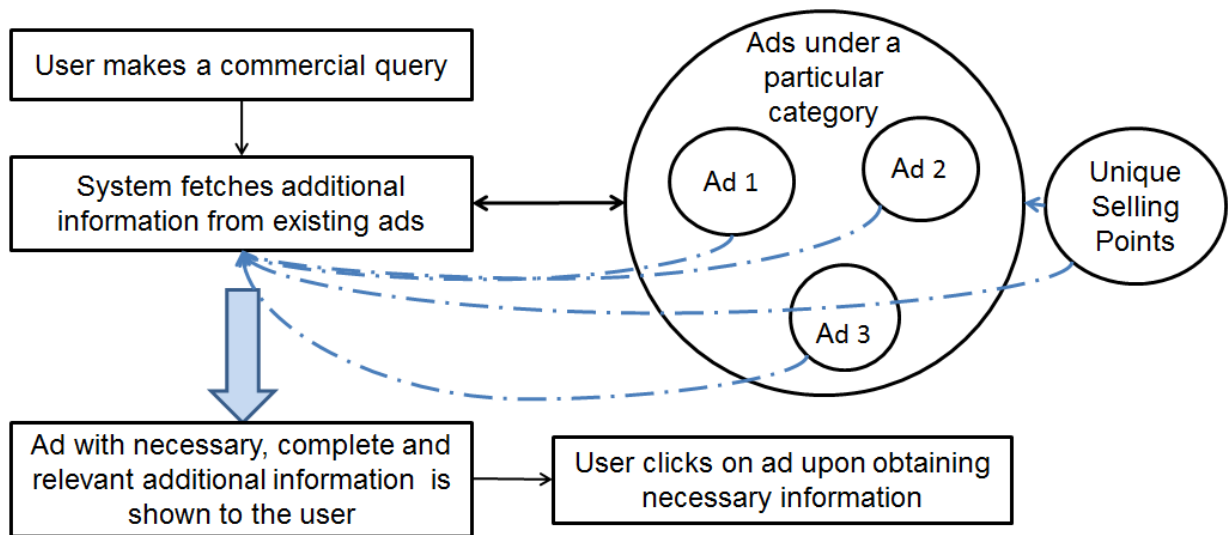 User makes a commercial query
System fetches additional
information from existing ads
Ads under a
particular
category
Ad 1
Ad 2
Ad 3
Unique
Selling
Points
Ad with necessary, complete and
relevant additional information is
shown to the user
User clicks on ad upon obtaining
necessary information